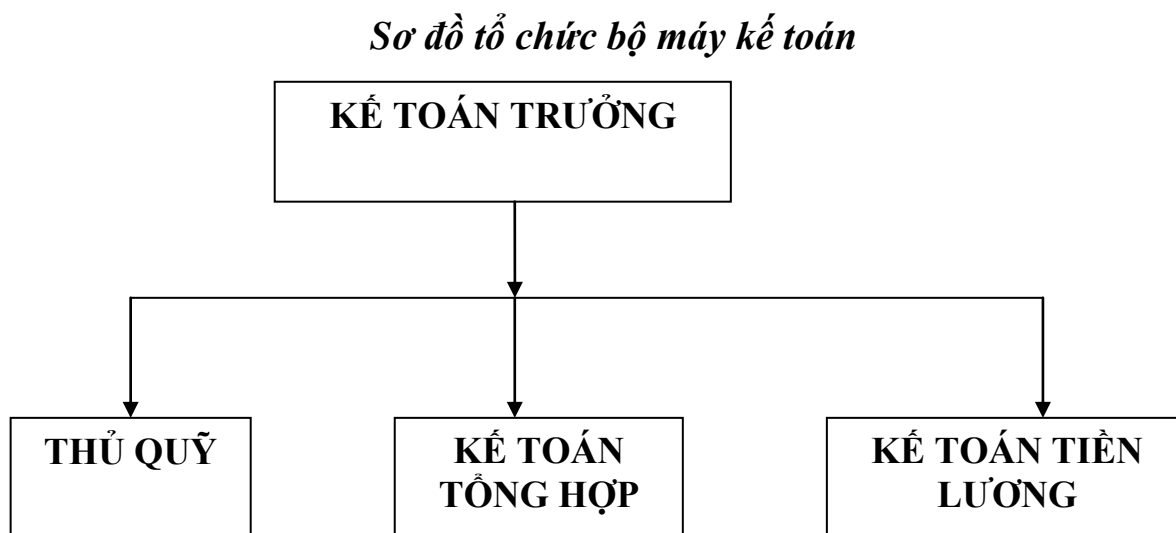 Sơ đồ tổ chức bộ máy kế toán
KẾ TOÁN TRƯỞNG
THỦ QUỸ
KẾ TOÁN
TỔNG HỢP
KẾ TOÁN TIỀN
LƯƠNG